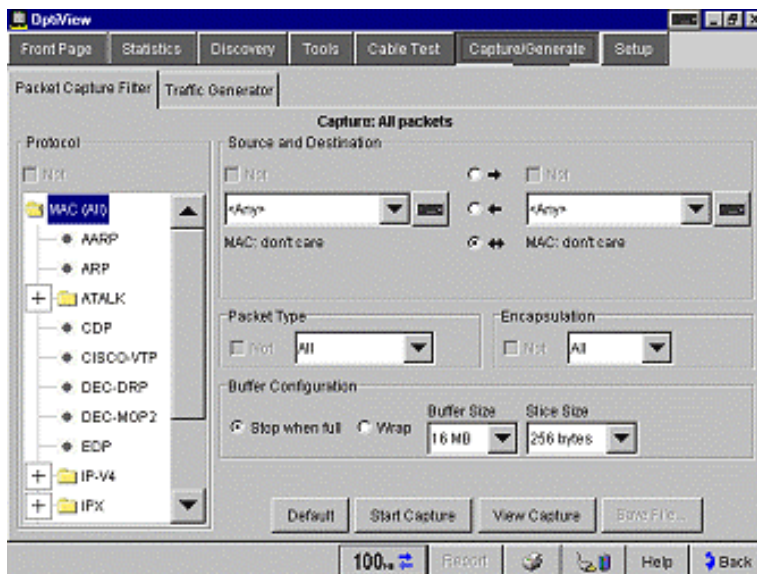 OptiView
Front Page Statistics Discovery Tools Cable Test Capture/Generate Setup
Packet Capture Filter Traffic Generator
Capture: All packets
Protocol
Not
MAC (All)
AARP
ARP
ATALK
CDP
CISCO-VTP
DEC-DRP
DEC-MOP2
EDP
IP-V4
IPX
Source and Destination
Not Not
<Any> <Any>
MAC: don't care MAC: don't care
Packet Type
Not All
Encapsulation
Not All
Buffer Configuration
Buffer Size Slice Size
Stop when full Wrap 16 MB 256 bytes
Default Start Capture View Capture Save File...
100 Report Help Back